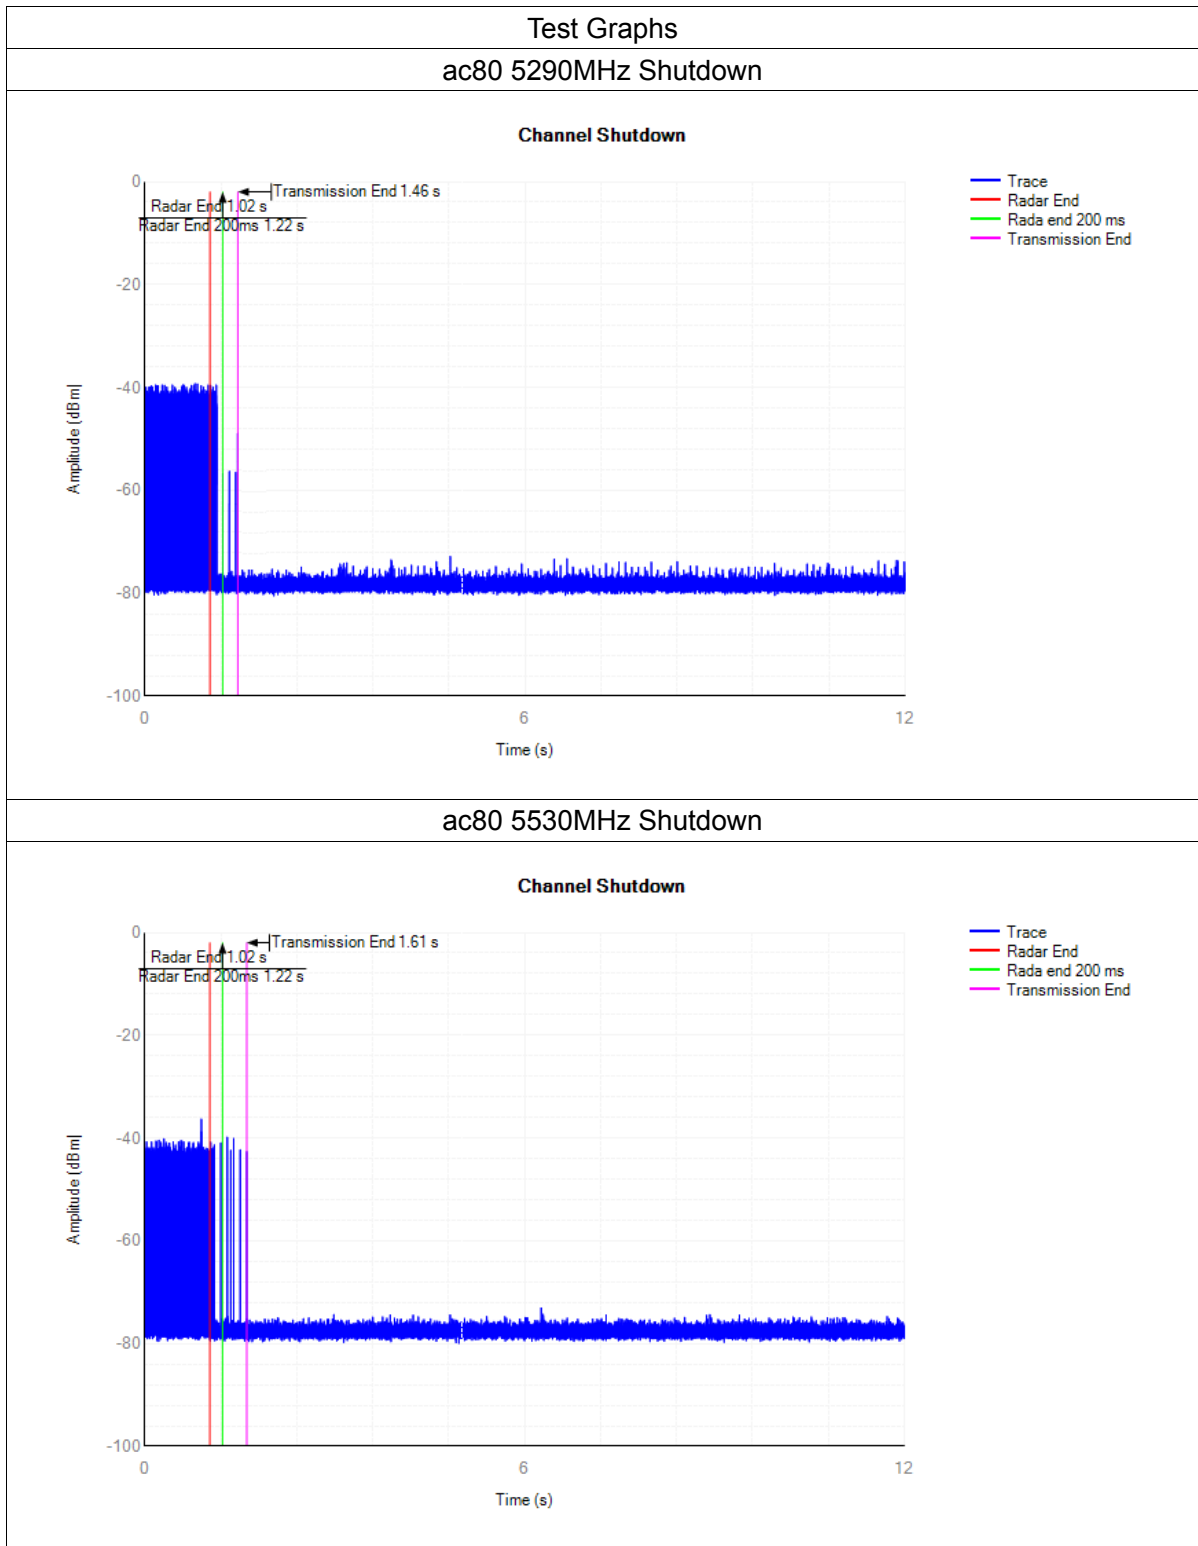 Test Graphs
ac80 5290MHz Shutdown
Channel Shutdown
Transmission End 1.46 s
Radar End 1.02 s
Radar End 200ms 1.22 s
Trace
Radar End
Rada end 200 ms
Transmission End
0
-20
-40
-60
-80
-100
Amplitude [dBm]
0 6 12
Time (s)
ac80 5530MHz Shutdown
Channel Shutdown
Transmission End 1.61 s
Radar End 1.02 s
Radar End 200ms 1.22 s
Trace
Radar End
Rada end 200 ms
Transmission End
0
-20
-40
-60
-80
-100
Amplitude [dBm]
0 6 12
Time (s)